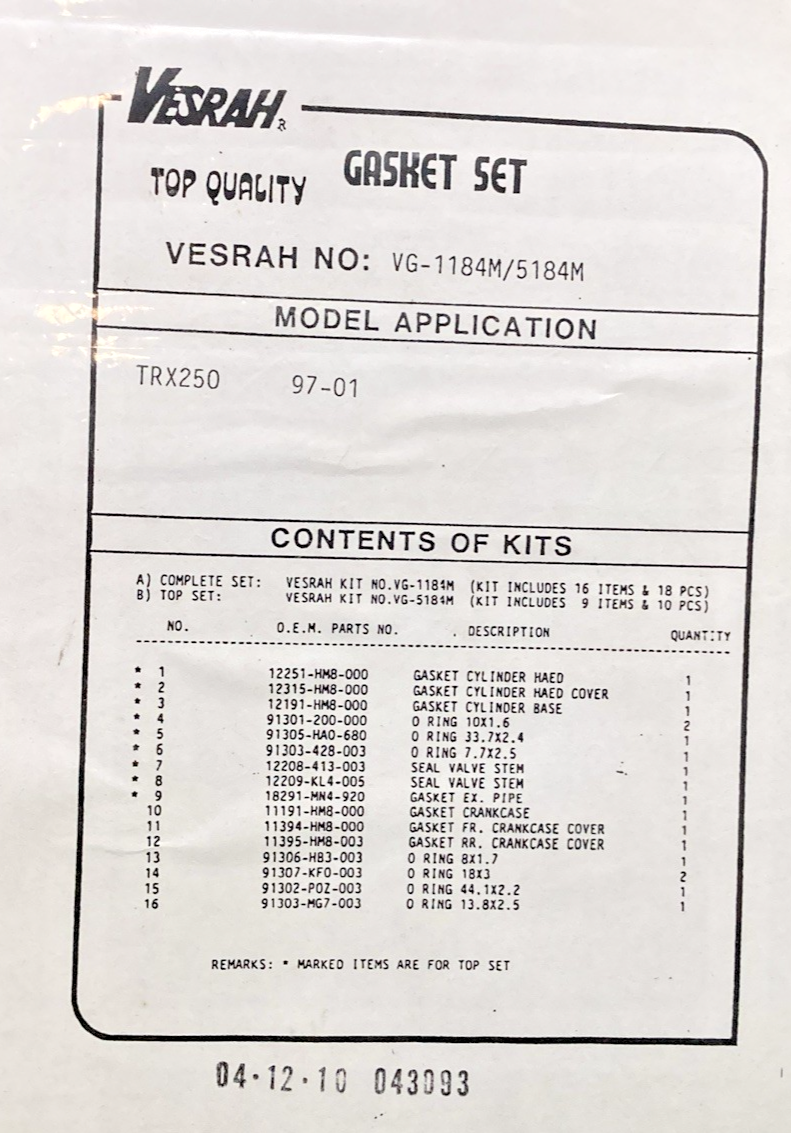 VESRAH®
TOP QUALITY GASKET SET
VESRAH NO: VG-1184M/5184M
MODEL APPLICATION
TRX250 97-01
CONTENTS OF KITS
A) COMPLETE SET: VESRAH KIT NO.VG-1184M (KIT INCLUDES 16 ITEMS & 18 PCS)
B) TOP SET: VESRAH KIT NO.VG-5184M (KIT INCLUDES 9 ITEMS & 10 PCS)
NO. O.E.M. PARTS NO. . DESCRIPTION QUANTITY
* 1 12251-HM8-000 GASKET CYLINDER HAED 1
* 2 12315-HM8-000 GASKET CYLINDER HAED COVER 1
* 3 12191-HM8-000 GASKET CYLINDER BASE 1
* 4 91301-200-000 O RING 10X1.6 2
* 5 91305-HA0-680 O RING 33.7X2.4 1
* 6 91303-428-003 O RING 7.7X2.5 1
* 7 12208-413-003 SEAL VALVE STEM 1
* 8 12209-KL4-005 SEAL VALVE STEM 1
* 9 18291-MN4-920 GASKET EX. PIPE 1
10 11191-HM8-000 GASKET CRANKCASE 1
11 11394-HM8-000 GASKET FR. CRANKCASE COVER 1
12 11395-HM8-003 GASKET RR. CRANKCASE COVER 1
13 91306-HB3-003 O RING 8X1.7 1
14 91307-KF0-003 O RING 18X3 2
15 91302-P0Z-003 O RING 44.1X2.2 1
16 91303-MG7-003 O RING 13.8X2.5 1
REMARKS: * MARKED ITEMS ARE FOR TOP SET
04.12.10 043093